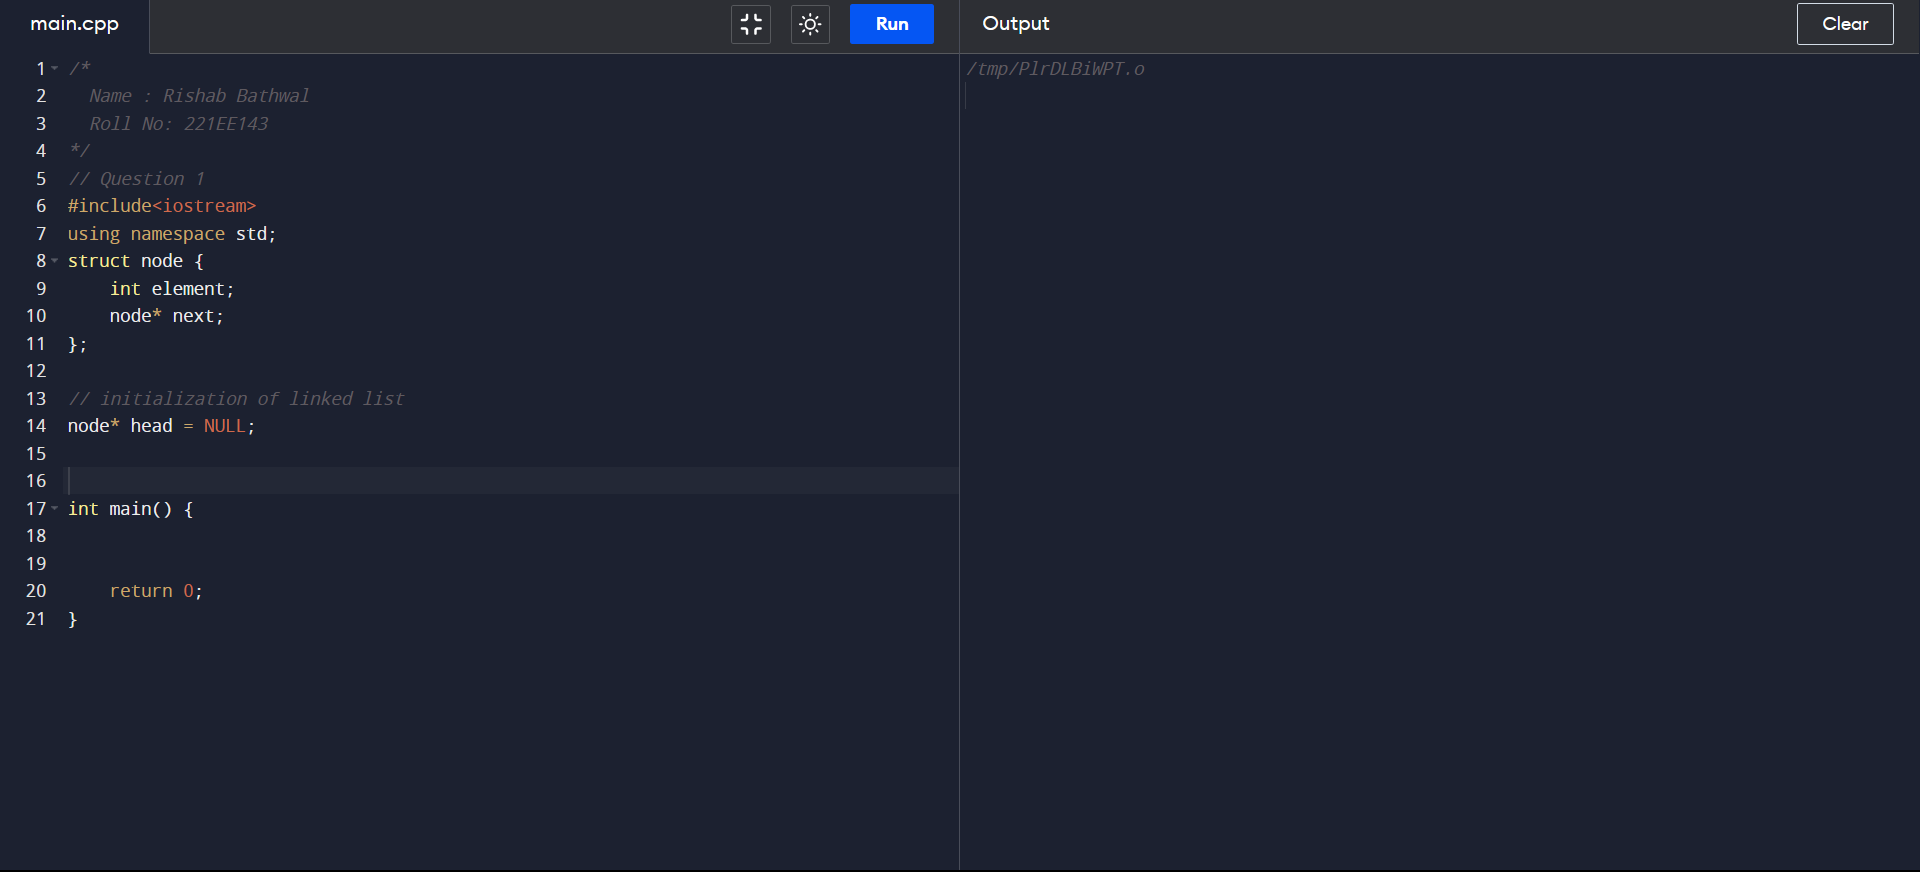 main.cpp
Run
Output
Clear
1 /*
2   Name : Rishab Bathwal
3   Roll No: 221EE143
4 */
5 // Question 1
6 #include<iostream>
7 using namespace std;
8 struct node {
9     int element;
10     node* next;
11 };
12
13 // initialization of linked list
14 node* head = NULL;
15
16
17 int main() {
18
19
20     return 0;
21 }
/tmp/PlrDLBiWPT.o